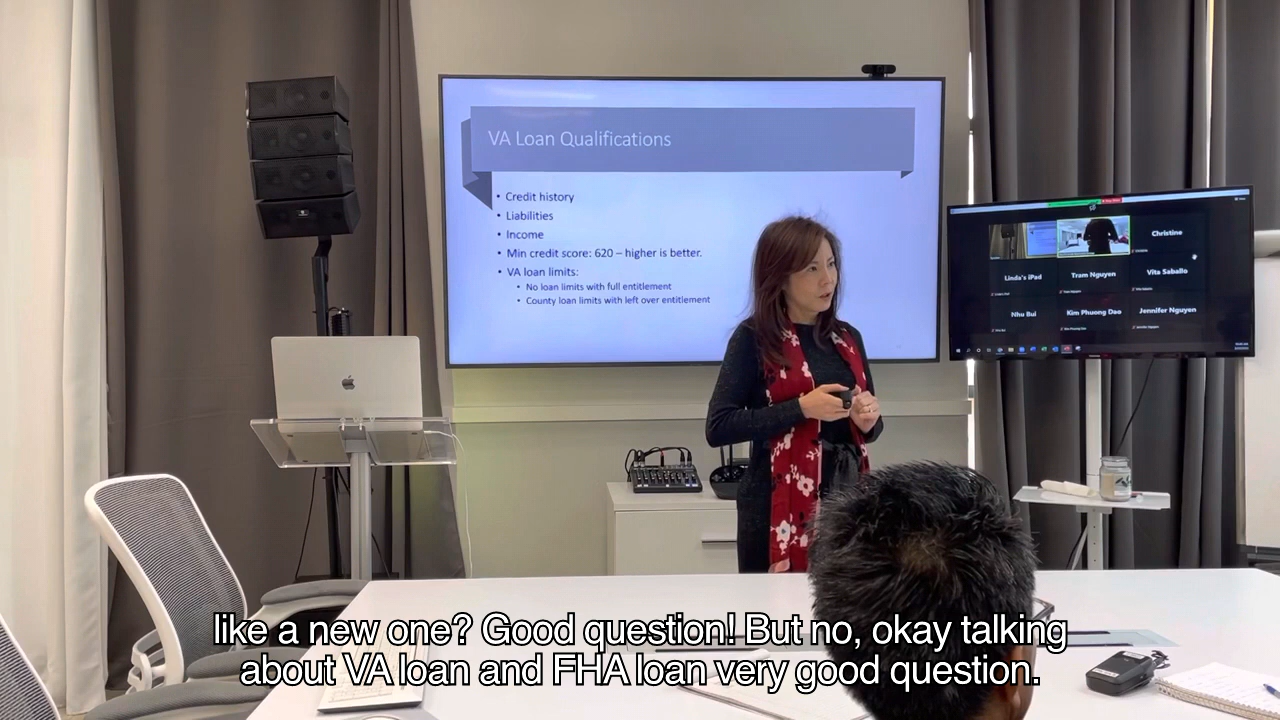 VA Loan Qualifications
• Credit history
• Liabilities
• Income
• Min credit score: 620 – higher is better.
• VA loan limits:
• No loan limits with full entitlement
• County loan limits with left over entitlement
Christine
Linda's iPad
Tram Nguyen
Vita Saballo
Nhu Bui
Kim Phuong Dao
Jennifer Nguyen
like a new one? Good question! But no, okay talking
about VA loan and FHA loan very good question.